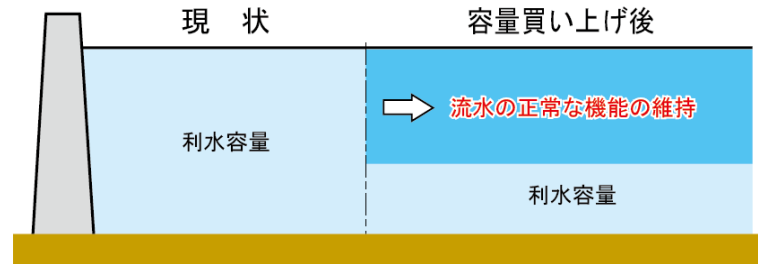 現　状
容量買い上げ後
流水の正常な機能の維持
利水容量
利水容量